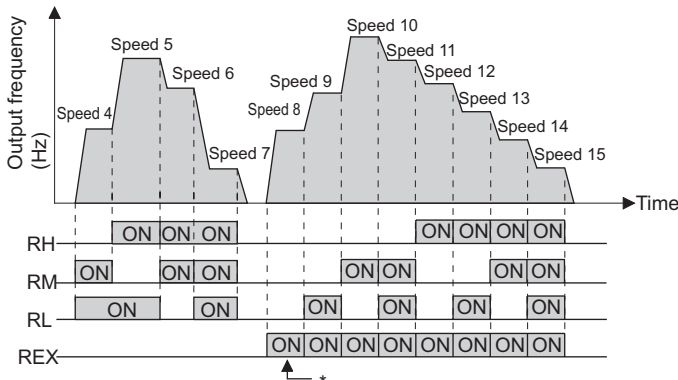 Output frequency
(Hz)
Speed 4
Speed 5
Speed 6
Speed 7
Speed 8
Speed 9
Speed 10
Speed 11
Speed 12
Speed 13
Speed 14
Speed 15
Time
RH ON ON ON ON ON ON ON
RM ON ON ON ON ON ON ON
RL ON ON ON ON ON ON
REX ON ON ON ON ON ON ON ON
*